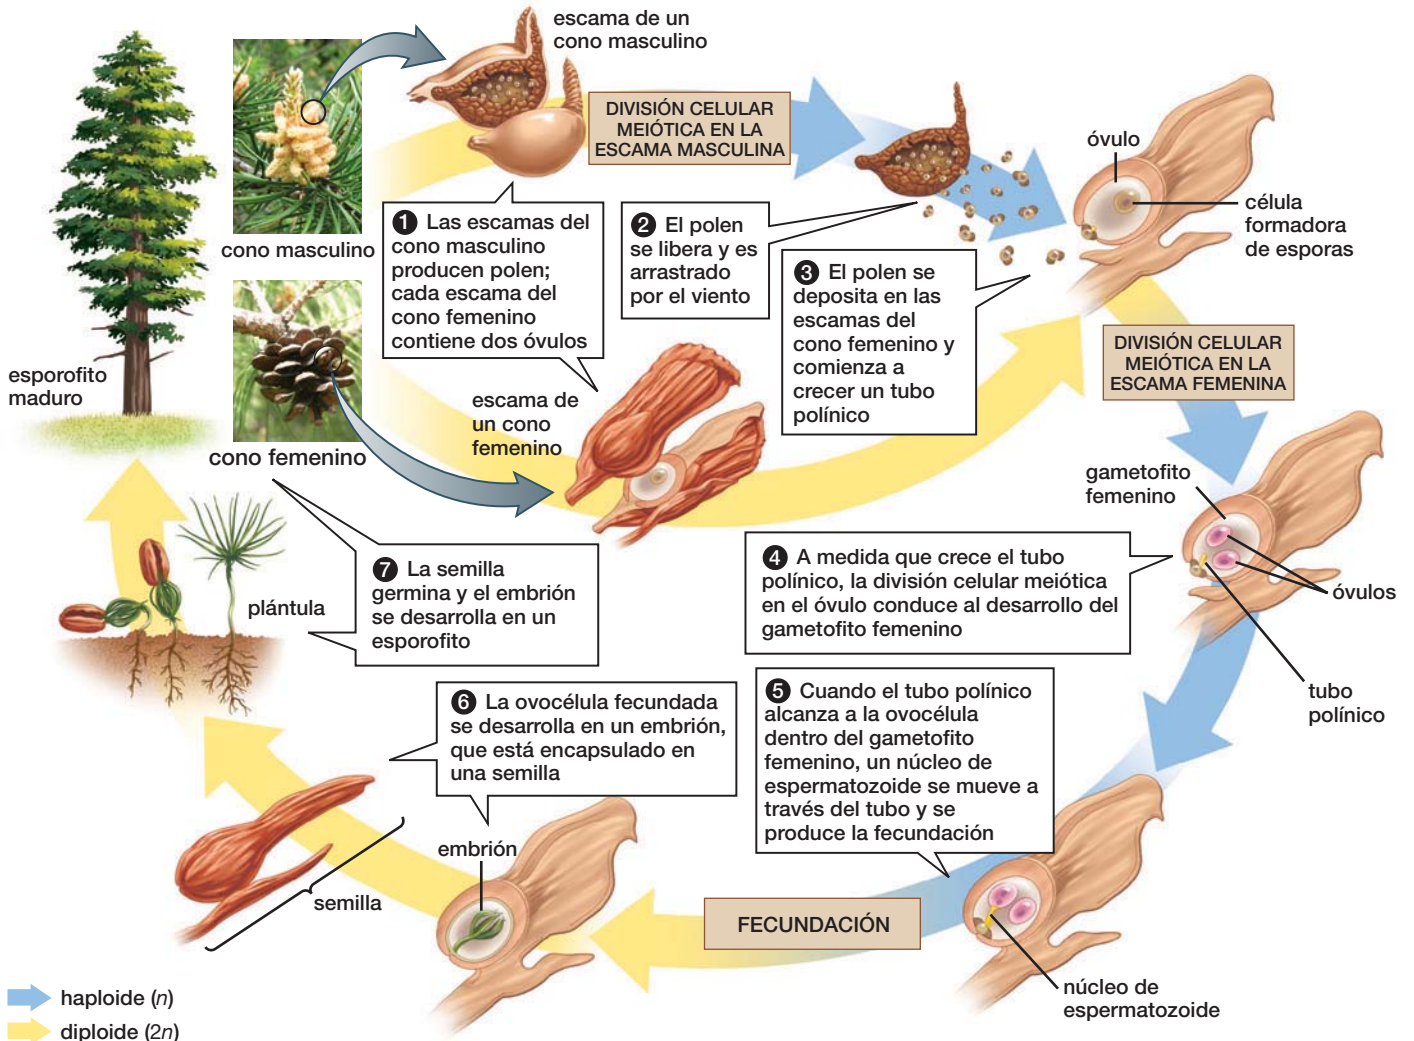 escama de un
cono masculino
DIVISIÓN CELULAR
MEIÓTICA EN LA
ESCAMA MASCULINA
óvulo
célula
formadora
de esporas
cono masculino
1 Las escamas del
cono masculino
producen polen;
cada escama del
cono femenino
contiene dos óvulos
2 El polen
se libera y es
arrastrado
por el viento
3 El polen se
deposita en las
escamas del
cono femenino y
comienza a
crecer un tubo
polínico
DIVISIÓN CELULAR
MEIÓTICA EN LA
ESCAMA FEMENINA
esporofito
maduro
escama de
un cono
femenino
cono femenino
gametofito
femenino
óvulos
tubo
polínico
4 A medida que crece el tubo
polínico, la división celular meiótica
en el óvulo conduce al desarrollo del
gametofito femenino
7 La semilla
germina y el embrión
se desarrolla en un
esporofito
plántula
6 La ovocélula fecundada
se desarrolla en un embrión,
que está encapsulado en
una semilla
5 Cuando el tubo polínico
alcanza a la ovocélula
dentro del gametofito
femenino, un núcleo de
espermatozoide se mueve a
través del tubo y se
produce la fecundación
embrión
semilla
FECUNDACIÓN
núcleo de
espermatozoide
haploide (n)
diploide (2n)